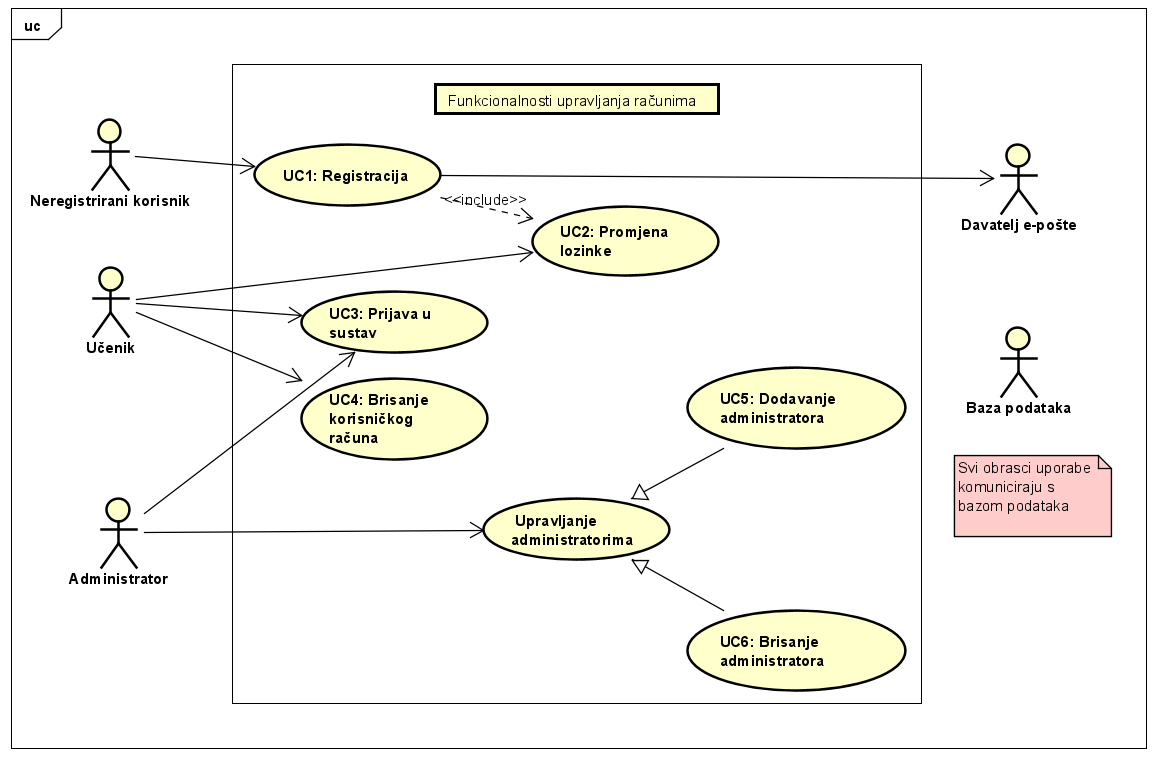 uc
Funkcionalnosti upravljanja računima
Neregistrirani korisnik
UC1: Registracija
Davatelj e-pošte
<<include>>
UC2: Promjena
lozinke
Učenik
UC3: Prijava u
sustav
UC4: Brisanje
korisničkog
računa
UC5: Dodavanje
administratora
Baza podataka
Svi obrasci uporabe
komuniciraju s
bazom podataka
Administrator
Upravljanje
administratorima
UC6: Brisanje
administratora